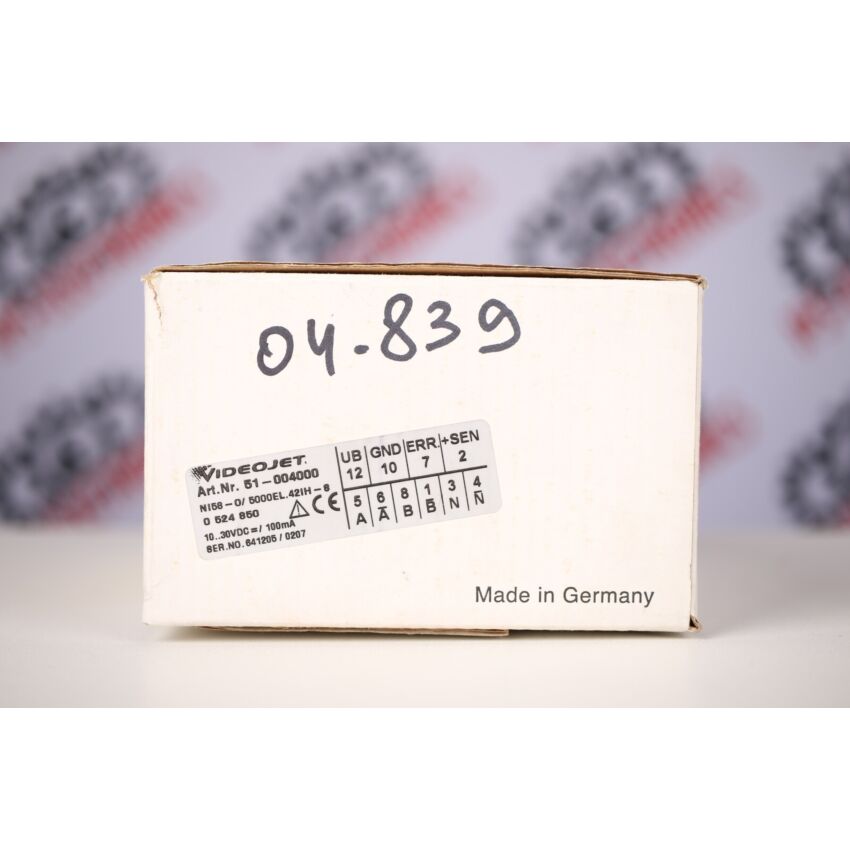 04.839
VIDEOJET.
Art.Nr. 51-004000
NI58-0/ 5000EL.42IH-8
0 524 850
10..30VDC=/ 100mA
SER.NO. 641205 / 0207
CE
UB GND ERR. +SEN
12 10 7 2
5 6 8 1 3 4
A A̅ B B̅ N N̅
Made in Germany